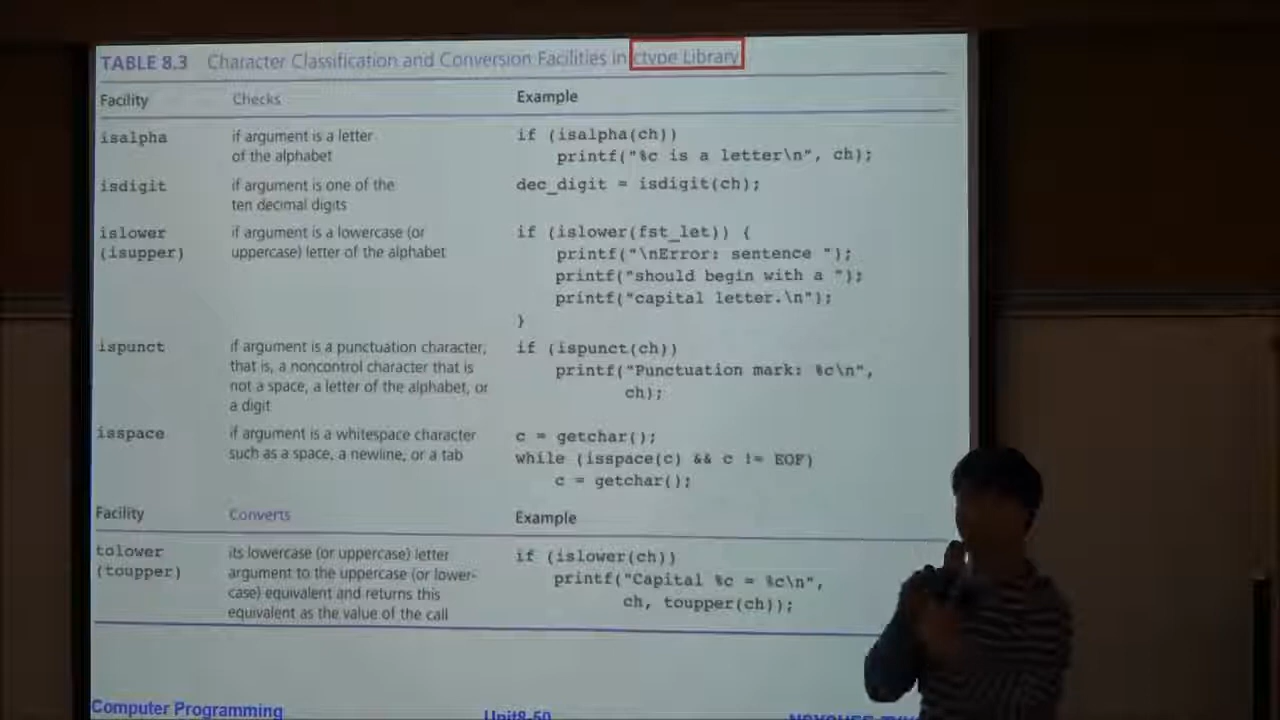 TABLE 8.3 Character Classification and Conversion Facilities in ctype Library
Facility Checks Example
isalpha if argument is a letter if (isalpha(ch))
of the alphabet printf("%c is a letter\n", ch);
isdigit if argument is one of the dec_digit = isdigit(ch);
ten decimal digits
islower if argument is a lowercase (or if (islower(fst_let)) {
(isupper) uppercase) letter of the alphabet printf("\nError: sentence ");
printf("should begin with a ");
printf("capital letter.\n");
}
ispunct if argument is a punctuation character, if (ispunct(ch))
that is, a noncontrol character that is printf("Punctuation mark: %c\n",
not a space, a letter of the alphabet, or ch);
a digit
isspace if argument is a whitespace character c = getchar();
such as a space, a newline, or a tab while (isspace(c) && c != EOF)
c = getchar();
Facility Converts Example
tolower its lowercase (or uppercase) letter if (islower(ch))
(toupper) argument to the uppercase (or lower- printf("Capital %c = %c\n",
case) equivalent and returns this ch, toupper(ch));
equivalent as the value of the call
Computer Programming Unit8-50